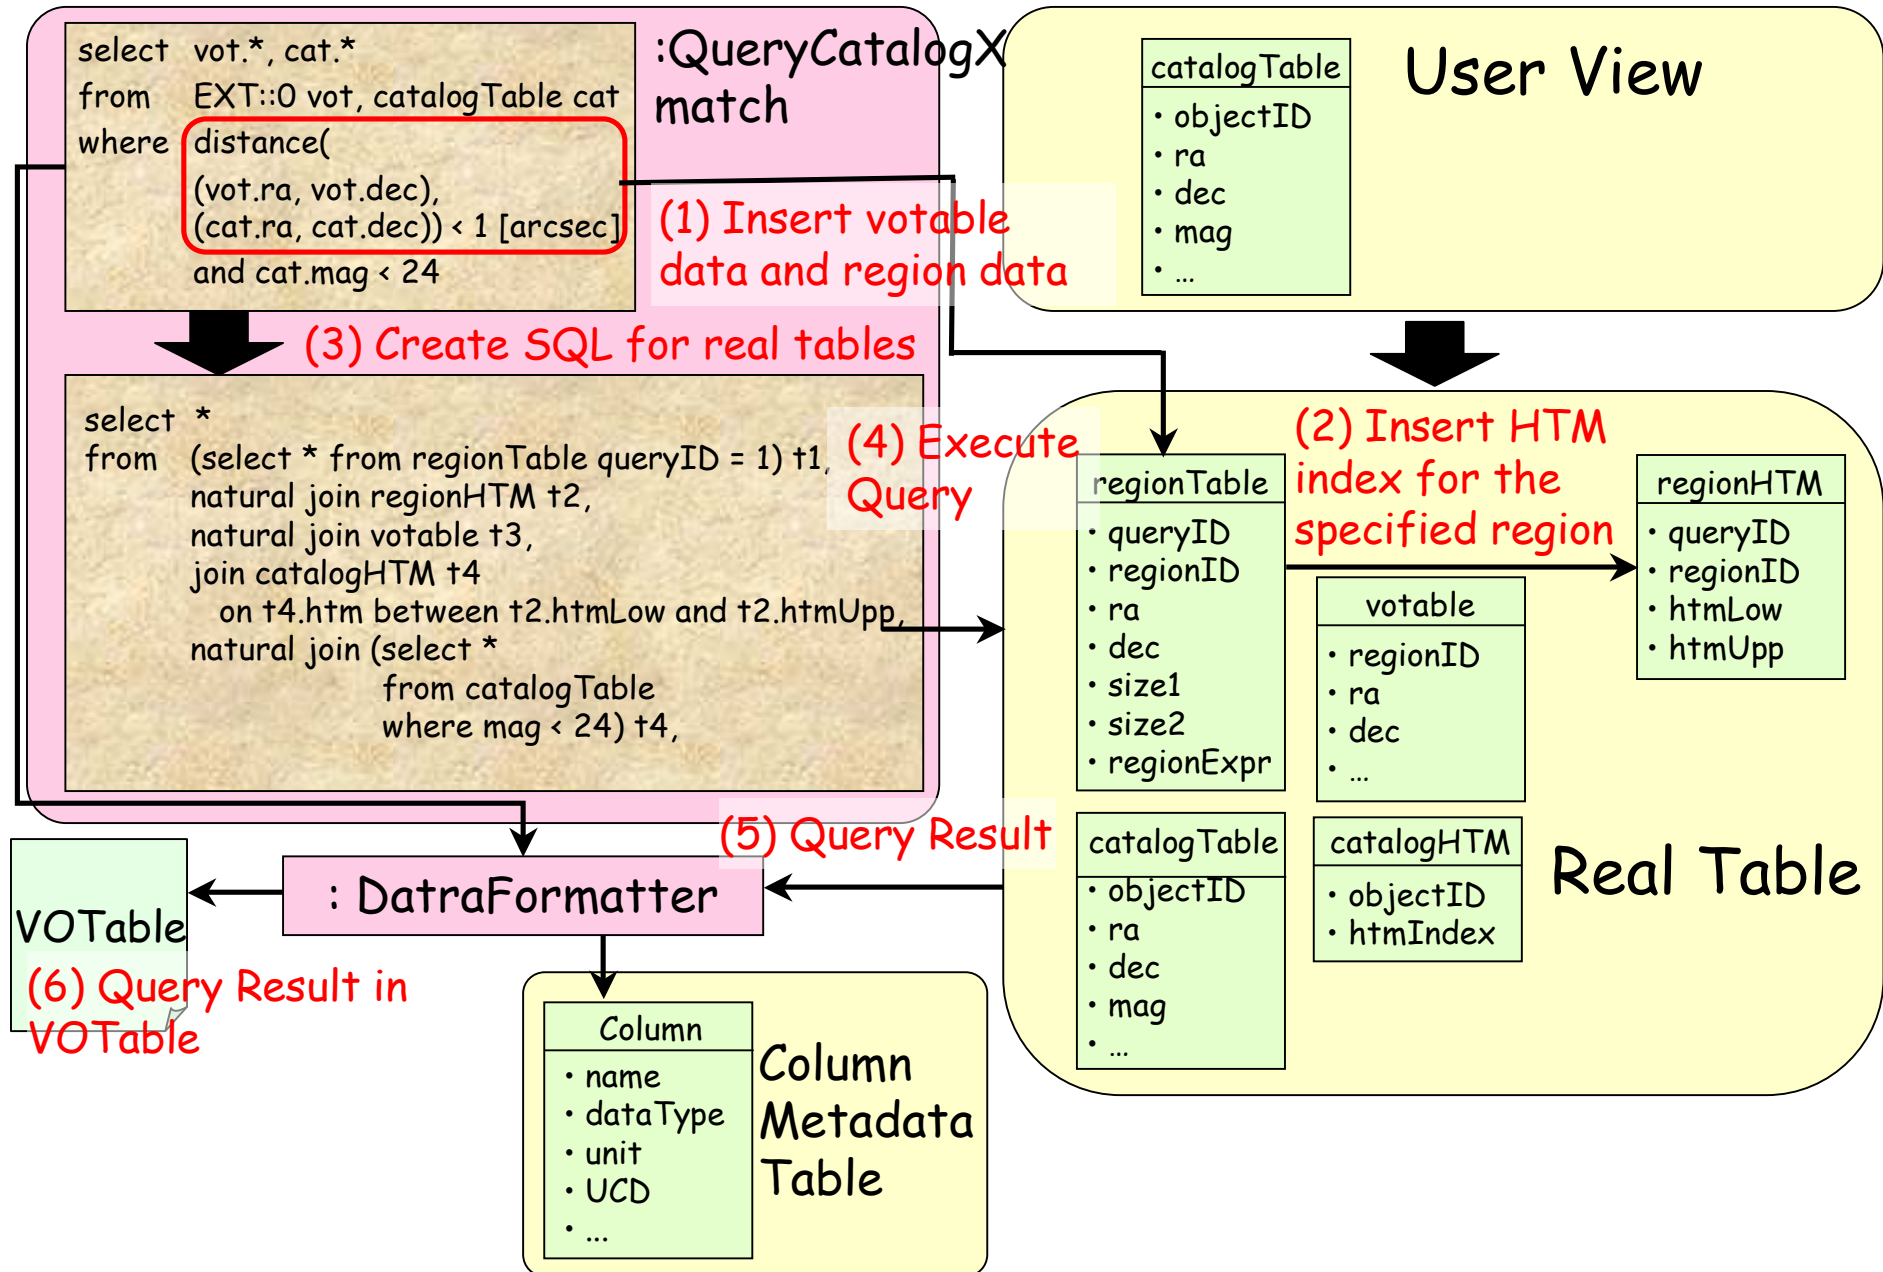 select vot.*, cat.*
from EXT::0 vot, catalogTable cat
where distance(
(vot.ra, vot.dec),
(cat.ra, cat.dec)) < 1 [arcsec]
and cat.mag < 24
:QueryCatalogX
match
(1) Insert votable
data and region data
(3) Create SQL for real tables
select *
from (select * from regionTable queryID = 1) t1,
natural join regionHTM t2,
natural join votable t3,
join catalogHTM t4
on t4.htm between t2.htmLow and t2.htmUpp,
natural join (select *
from catalogTable
where mag < 24) t4,
(4) Execute
Query
User View
catalogTable
・objectID
・ra
・dec
・mag
・...
(2) Insert HTM
index for the
specified region
regionTable
・queryID
・regionID
・ra
・dec
・size1
・size2
・regionExpr
regionHTM
・queryID
・regionID
・htmLow
・htmUpp
votable
・regionID
・ra
・dec
・...
catalogTable
・objectID
・ra
・dec
・mag
・...
catalogHTM
・objectID
・htmIndex
Real Table
(5) Query Result
: DatraFormatter
VOTable
(6) Query Result in
VOTable
Column
・name
・dataType
・unit
・UCD
・...
Column
Metadata
Table